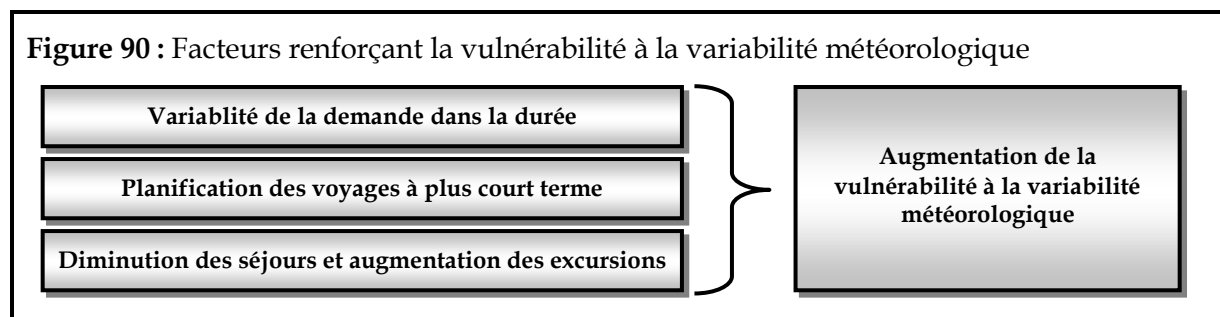 Figure 90 : Facteurs renforçant la vulnérabilité à la variabilité météorologique
Variablité de la demande dans la durée
Planification des voyages à plus court terme
Diminution des séjours et augmentation des excursions
Augmentation de la
vulnérabilité à la variabilité
météorologique